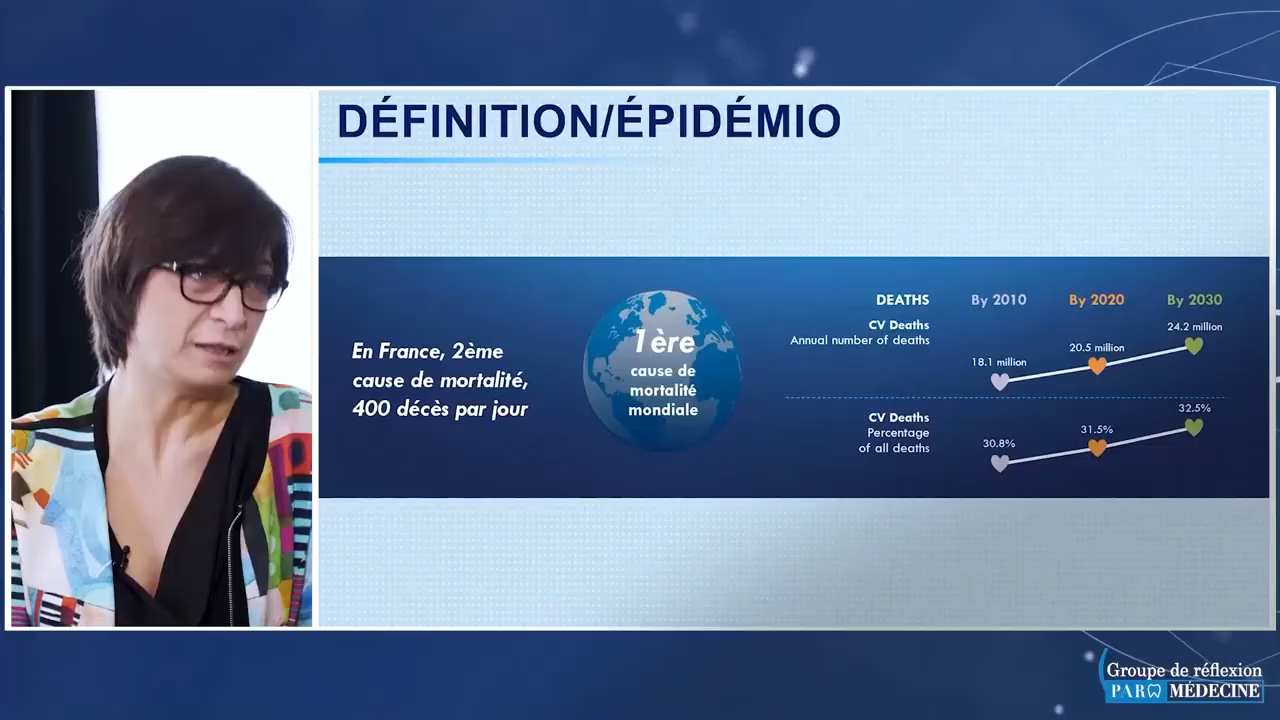 DÉFINITION/ÉPIDÉMIO
En France, 2ème
cause de mortalité,
400 décès par jour
1ère
cause de
mortalité
mondiale
DEATHS By 2010 By 2020 By 2030
CV Deaths
Annual number of deaths
18.1 million
20.5 million
24.2 million
CV Deaths
Percentage
of all deaths
30.8%
31.5%
32.5%
Groupe de réflexion
PARO MÉDECINE